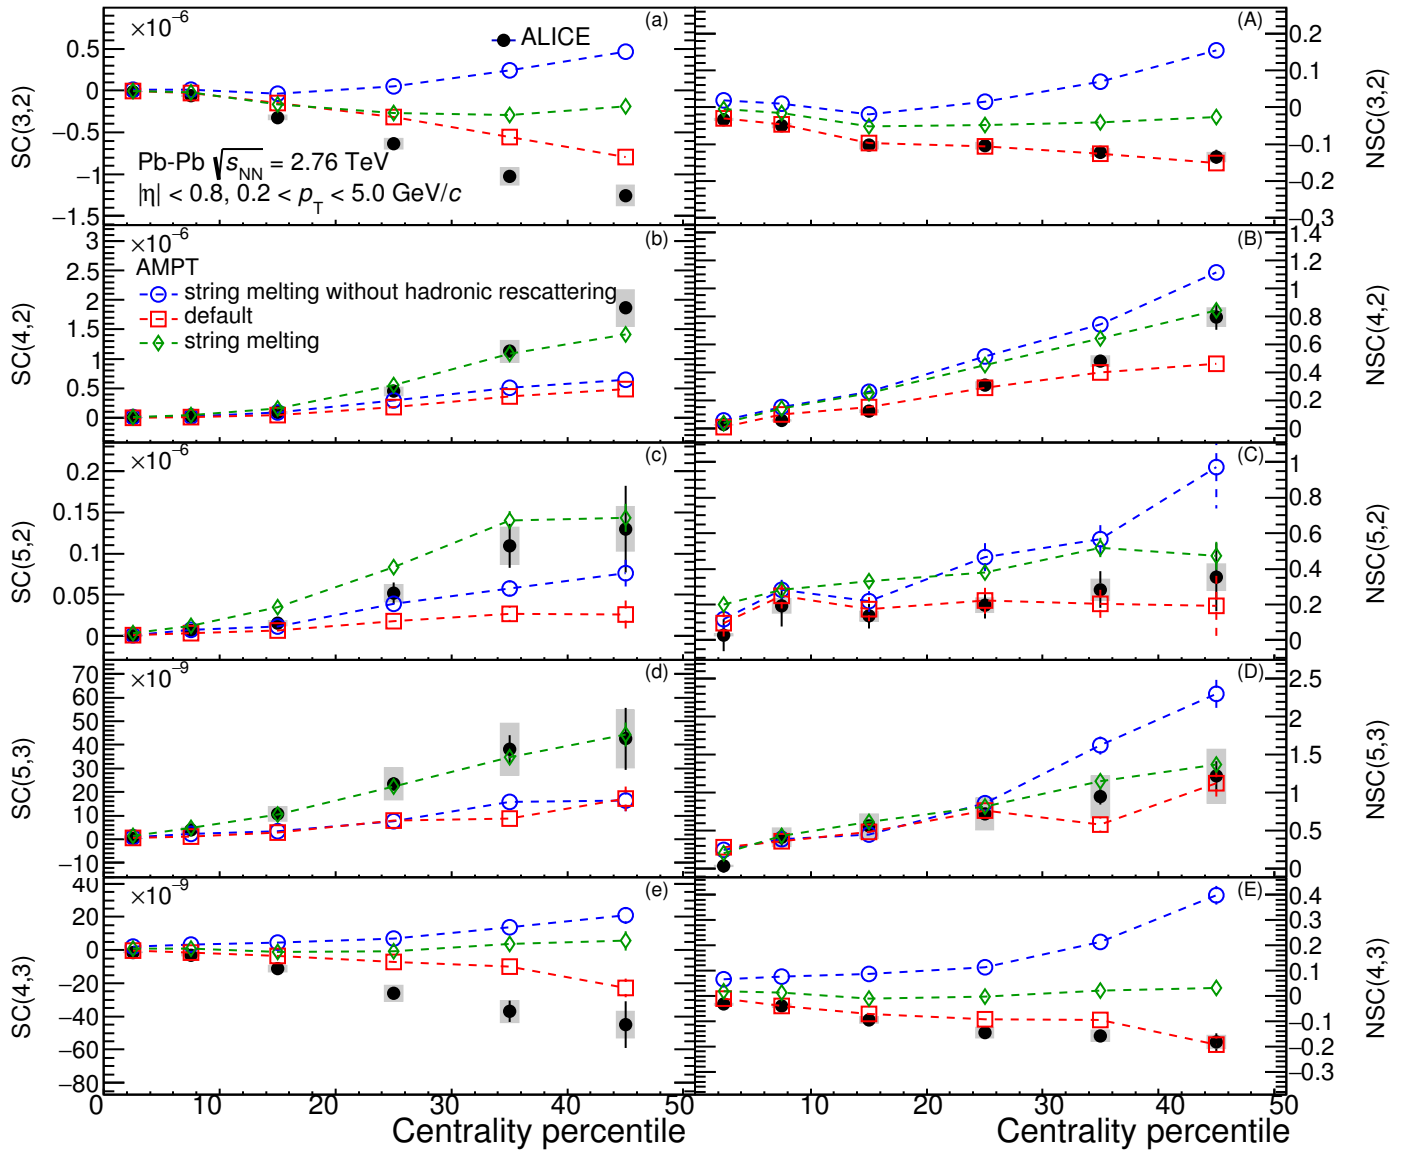 ×10⁻⁶
(a)
ALICE
0.5
0
−0.5
−1
−1.5
SC(3,2)
Pb-Pb √sNN = 2.76 TeV
|η| < 0.8, 0.2 < pT < 5.0 GeV/c
(A)
0.2
0.1
0
−0.1
−0.2
−0.3
NSC(3,2)
×10⁻⁶
(b)
3
2.5
2
1.5
1
0.5
0
SC(4,2)
AMPT
string melting without hadronic rescattering
default
string melting
(B)
1.4
1.2
1
0.8
0.6
0.4
0.2
0
NSC(4,2)
×10⁻⁶
(c)
0.2
0.15
0.1
0.05
0
SC(5,2)
(C)
1
0.8
0.6
0.4
0.2
0
NSC(5,2)
×10⁻⁹
(d)
70
60
50
40
30
20
10
0
−10
SC(5,3)
(D)
2.5
2
1.5
1
0.5
0
NSC(5,3)
×10⁻⁹
(e)
40
20
0
−20
−40
−60
−80
SC(4,3)
(E)
0.4
0.3
0.2
0.1
0
−0.1
−0.2
−0.3
NSC(4,3)
0 10 20 30 40 50
10 20 30 40 50
Centrality percentile
Centrality percentile